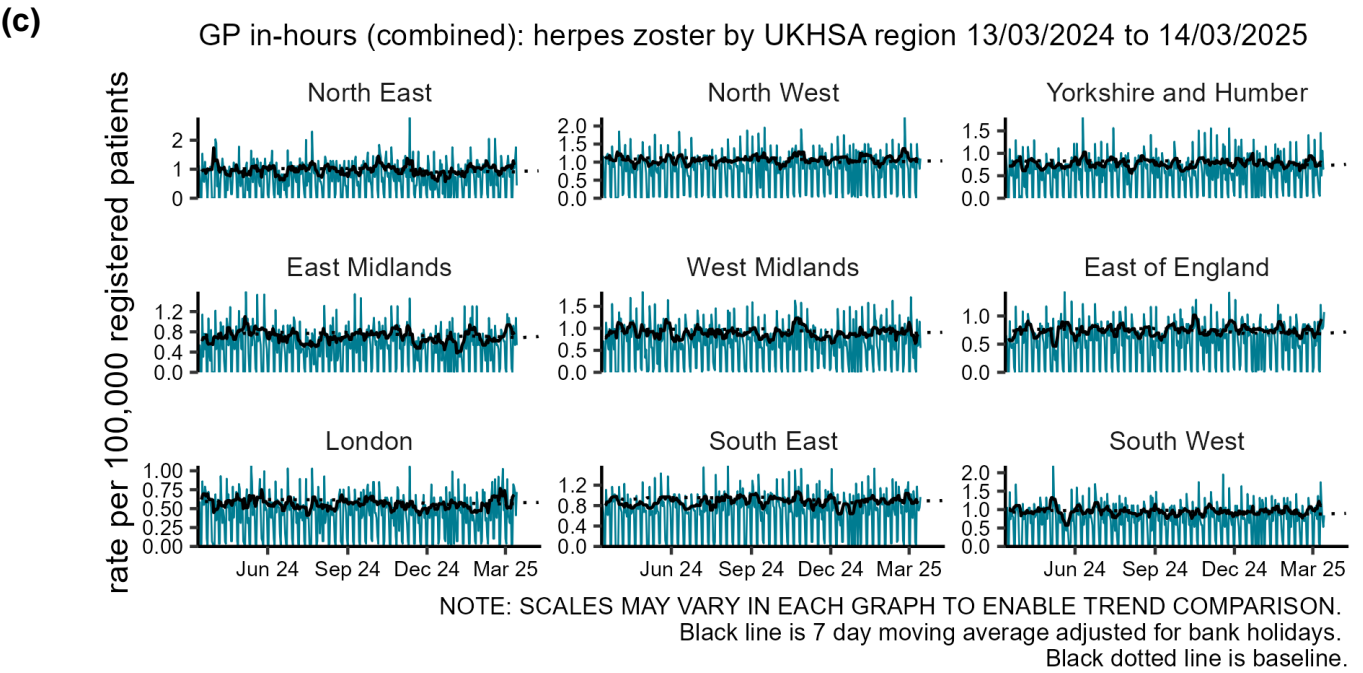 (c)
GP in-hours (combined): herpes zoster by UKHSA region 13/03/2024 to 14/03/2025
rate per 100,000 registered patients
North East
2
1
0
North West
2.0
1.5
1.0
0.5
0.0
Yorkshire and Humber
1.5
1.0
0.5
0.0
East Midlands
1.2
0.8
0.4
0.0
West Midlands
1.5
1.0
0.5
0.0
East of England
1.0
0.5
0.0
London
1.00
0.75
0.50
0.25
0.00
South East
1.2
0.8
0.4
0.0
South West
2.0
1.5
1.0
0.5
0.0
Jun 24 Sep 24 Dec 24 Mar 25
Jun 24 Sep 24 Dec 24 Mar 25
Jun 24 Sep 24 Dec 24 Mar 25
NOTE: SCALES MAY VARY IN EACH GRAPH TO ENABLE TREND COMPARISON.
Black line is 7 day moving average adjusted for bank holidays.
Black dotted line is baseline.